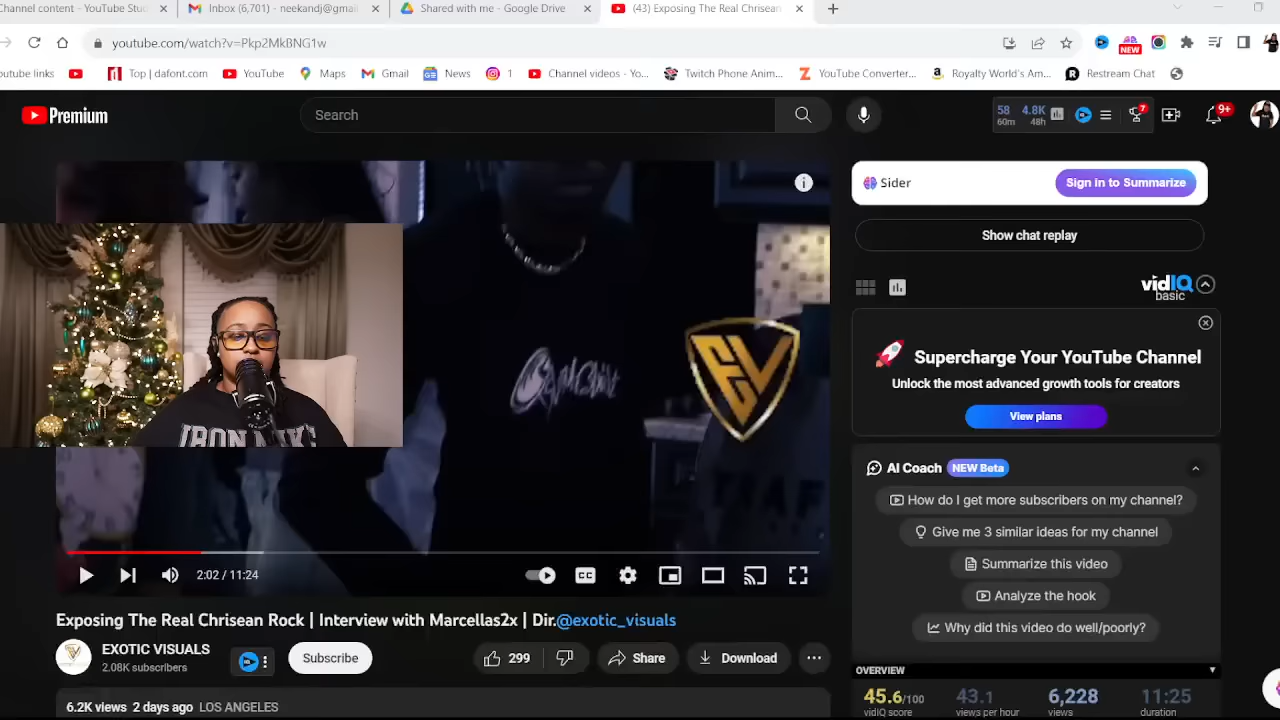 Channel content - YouTube Stu
Inbox (6,701) - neekandj@gmai
Shared with me - Google Drive
(43) Exposing The Real Chrisean
youtube.com/watch?v=Pkp2MkBNG1w
NEW
outube links
Top | dafont.com
YouTube
Maps
Gmail
News
1
Channel videos - Yo...
Twitch Phone Anim...
YouTube Converter...
Royalty World's Am...
Restream Chat
Premium
Search
58
60m
4.8K
48h
7
9+
EV
IRON MIKE
Sider
Sign in to Summarize
Show chat replay
vidIQ
basic
Supercharge Your YouTube Channel
Unlock the most advanced growth tools for creators
View plans
AI Coach NEW Beta
How do I get more subscribers on my channel?
Give me 3 similar ideas for my channel
Summarize this video
Analyze the hook
Why did this video do well/poorly?
2:02 / 11:24
CC
Exposing The Real Chrisean Rock | Interview with Marcellas2x | Dir.@exotic_visuals
EXOTIC VISUALS
2.08K subscribers
Subscribe
299
Share
Download
6.2K views 2 days ago LOS ANGELES
OVERVIEW
45.6/100
vidIQ score
43.1
views per hour
6,228
views
11:25
duration